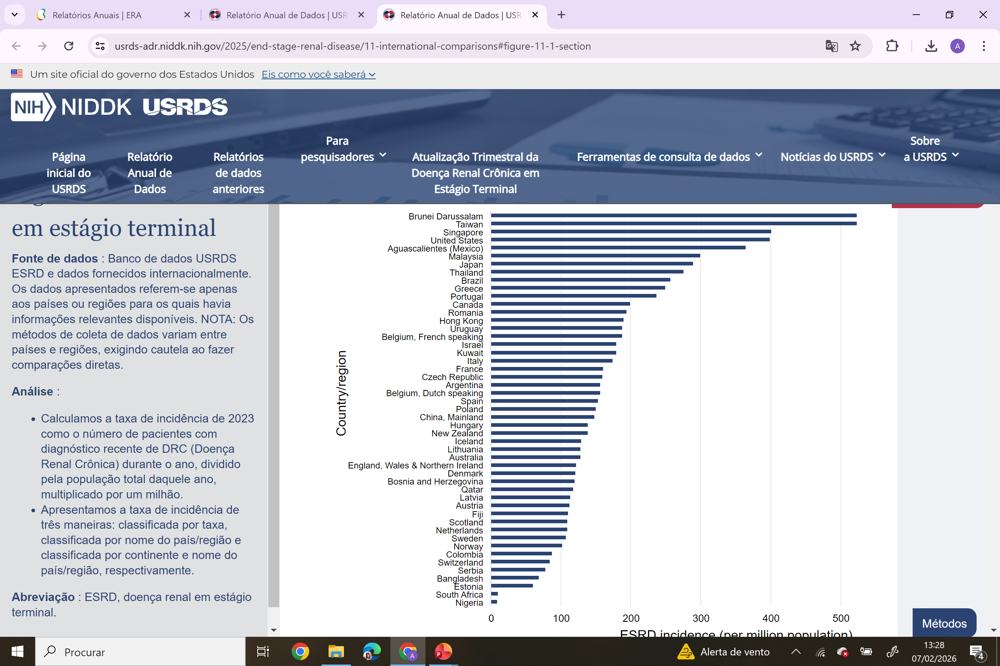 Relatórios Anuais | ERA
Relatório Anual de Dados | USR
Relatório Anual de Dados | USR
usrds-adr.niddk.nih.gov/2025/end-stage-renal-disease/11-international-comparisons#figure-11-1-section
A
Um site oficial do governo dos Estados Unidos Eis como você saberá
NIH NIDDK USRDS
Página inicial do USRDS
Relatório Anual de Dados
Relatórios de dados anteriores
Para pesquisadores
Atualização Trimestral da Doença Renal Crônica em Estágio Terminal
Ferramentas de consulta de dados
Notícias do USRDS
Sobre a USRDS
em estágio terminal
Fonte de dados : Banco de dados USRDS
ESRD e dados fornecidos internacionalmente.
Os dados apresentados referem-se apenas
aos países ou regiões para os quais havia
informações relevantes disponíveis. NOTA: Os
métodos de coleta de dados variam entre
países e regiões, exigindo cautela ao fazer
comparações diretas.
Análise :
• Calculamos a taxa de incidência de 2023
como o número de pacientes com
diagnóstico recente de DRC (Doença
Renal Crônica) durante o ano, dividido
pela população total daquele ano,
multiplicado por um milhão.
• Apresentamos a taxa de incidência de
três maneiras: classificada por taxa,
classificada por nome do país/região e
classificada por continente e nome do
país/região, respectivamente.
Abreviação : ESRD, doença renal em estágio
terminal.
Country/region
Brunei Darussalam
Taiwan
Singapore
United States
Aguascalientes (Mexico)
Malaysia
Japan
Thailand
Brazil
Greece
Portugal
Canada
Romania
Hong Kong
Uruguay
Belgium, French speaking
Israel
Kuwait
Italy
France
Czech Republic
Argentina
Belgium, Dutch speaking
Spain
Poland
China, Mainland
Hungary
New Zealand
Iceland
Lithuania
Australia
England, Wales & Northern Ireland
Denmark
Bosnia and Herzegovina
Qatar
Latvia
Austria
Fiji
Scotland
Netherlands
Sweden
Norway
Colombia
Switzerland
Serbia
Bangladesh
Estonia
South Africa
Nigeria
0 100 200 300 400 500
ESRD incidence (per million population)
Métodos
Procurar
A
P
Alerta de vento
13:28
07/02/2026
4